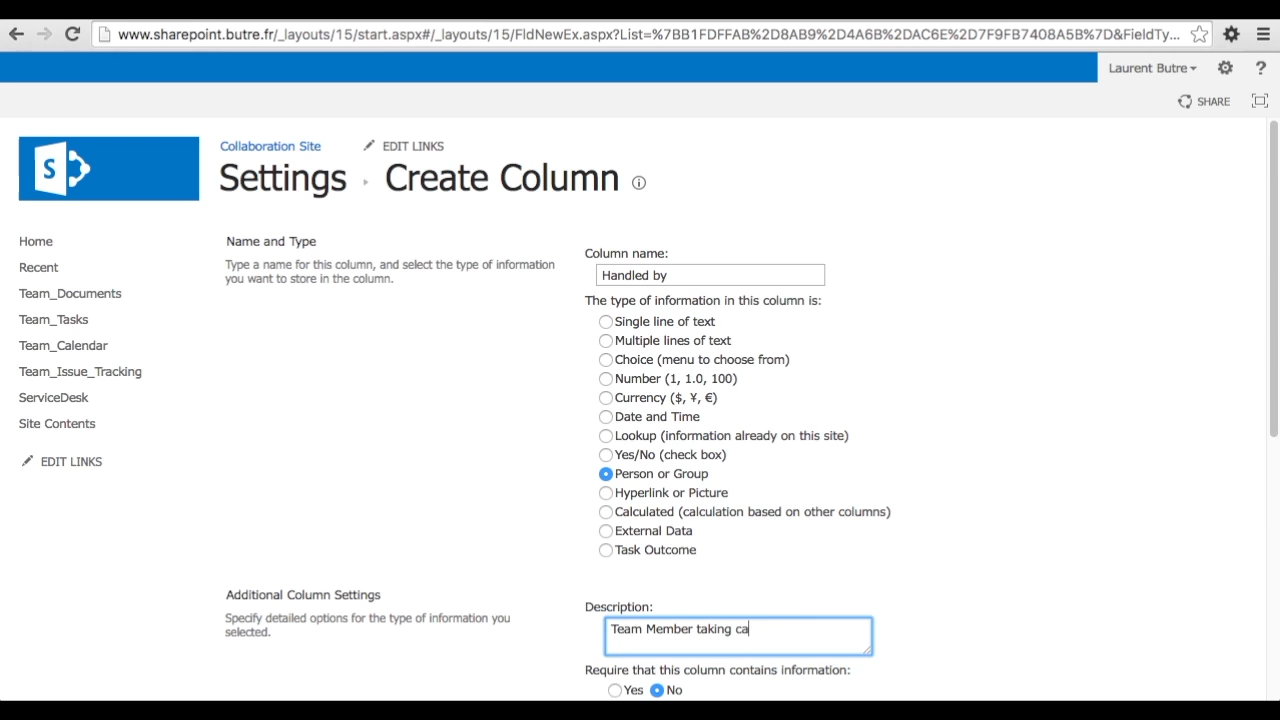 www.sharepoint.butre.fr/_layouts/15/start.aspx#/_layouts/15/FldNewEx.aspx?List=%7BB1FDFFAB%2D8AB9%2D4A6B%2DAC6E%2D7F9FB7408A5B%7D&FieldTy...
Laurent Butre
?
SHARE
S
Collaboration Site
EDIT LINKS
Settings
Create Column
Home
Recent
Team_Documents
Team_Tasks
Team_Calendar
Team_Issue_Tracking
ServiceDesk
Site Contents
EDIT LINKS
Name and Type
Type a name for this column, and select the type of information
you want to store in the column.
Column name:
Handled by
The type of information in this column is:
Single line of text
Multiple lines of text
Choice (menu to choose from)
Number (1, 1.0, 100)
Currency ($, ¥, €)
Date and Time
Lookup (information already on this site)
Yes/No (check box)
Person or Group
Hyperlink or Picture
Calculated (calculation based on other columns)
External Data
Task Outcome
Additional Column Settings
Specify detailed options for the type of information you
selected.
Description:
Team Member taking ca
Require that this column contains information:
Yes No